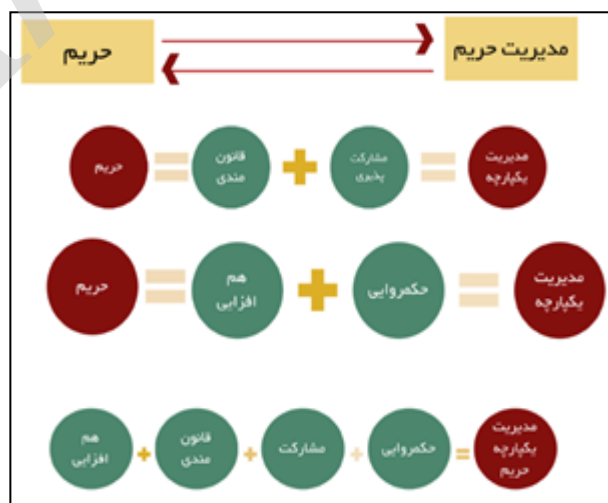 مدیریت حریم
حریم
مدیریت
یکپارچه
مشارکت
پذیری
قانون
مندی
حریم
مدیریت
یکپارچه
حکمروایی
هم
افزایی
حریم
مدیریت
یکپارچه
حریم
حکمروایی
مشارکت
قانون
مندی
هم
افزایی